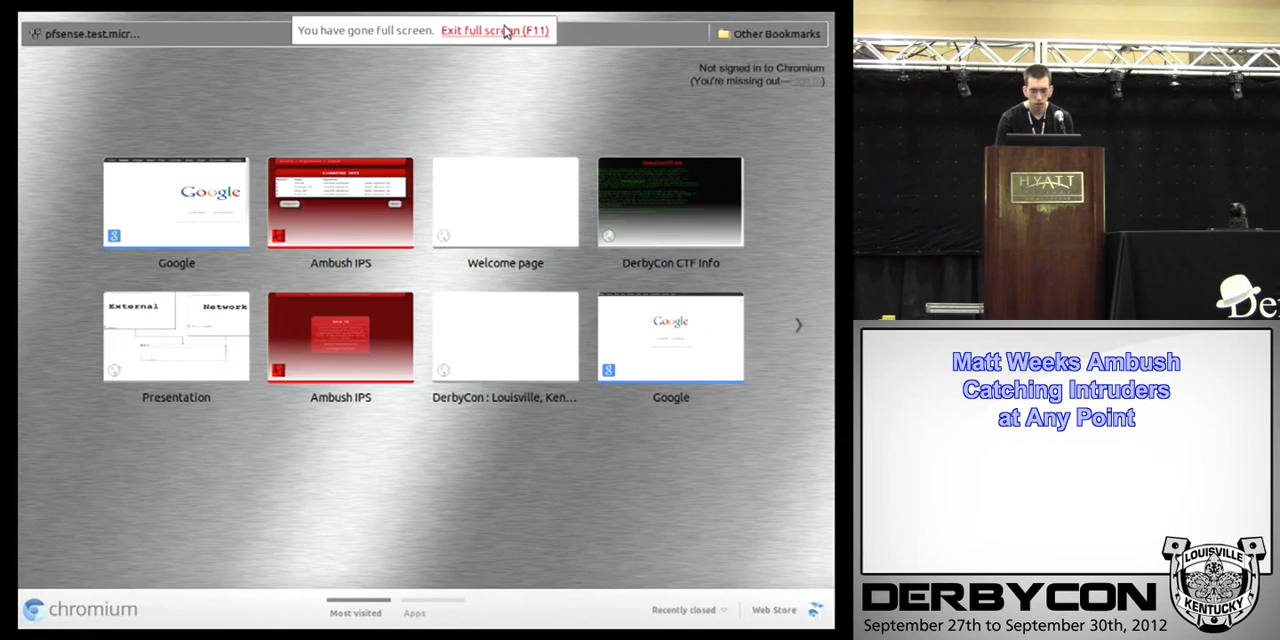 pfsense.test.micr...
You have gone full screen. Exit full screen (F11)
Other Bookmarks
Not signed in to Chromium
(You're missing out—
Google
Google
Ambush IPS
Welcome page
DerbyCon CTF Info
External
Network
Google
Presentation
Ambush IPS
DerbyCon : Louisville, Ken...
Google
chromium
Most visited
Apps
Recently closed
Web Store
HYATT
De
Matt Weeks Ambush
Catching Intruders
at Any Point
LOUISVILLE
KENTUCKY
DERBYCON
September 27th to September 30th, 2012